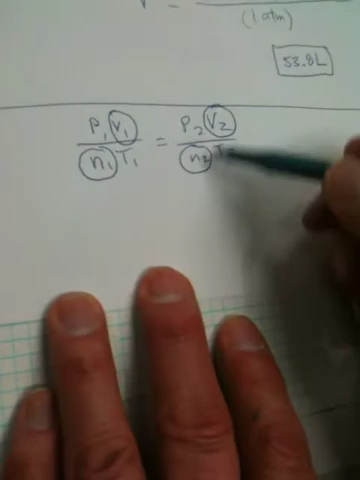 V =
(1 atm)
53.8L
P₁V₁ = P₂V₂
n₁T₁ n₂T₂